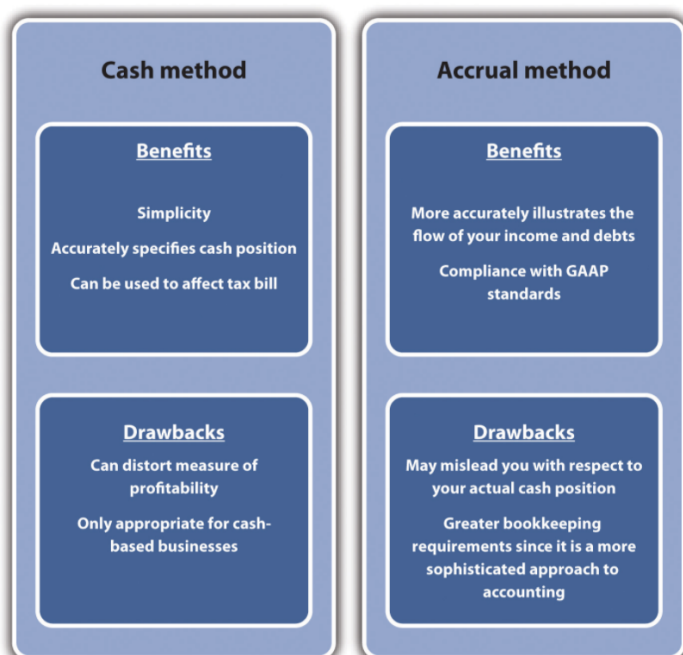 Cash method
Benefits
Simplicity
Accurately specifies cash position
Can be used to affect tax bill
Drawbacks
Can distort measure of
profitability
Only appropriate for cash-
based businesses
Accrual method
Benefits
More accurately illustrates the
flow of your income and debts
Compliance with GAAP
standards
Drawbacks
May mislead you with respect to
your actual cash position
Greater bookkeeping
requirements since it is a more
sophisticated approach to
accounting